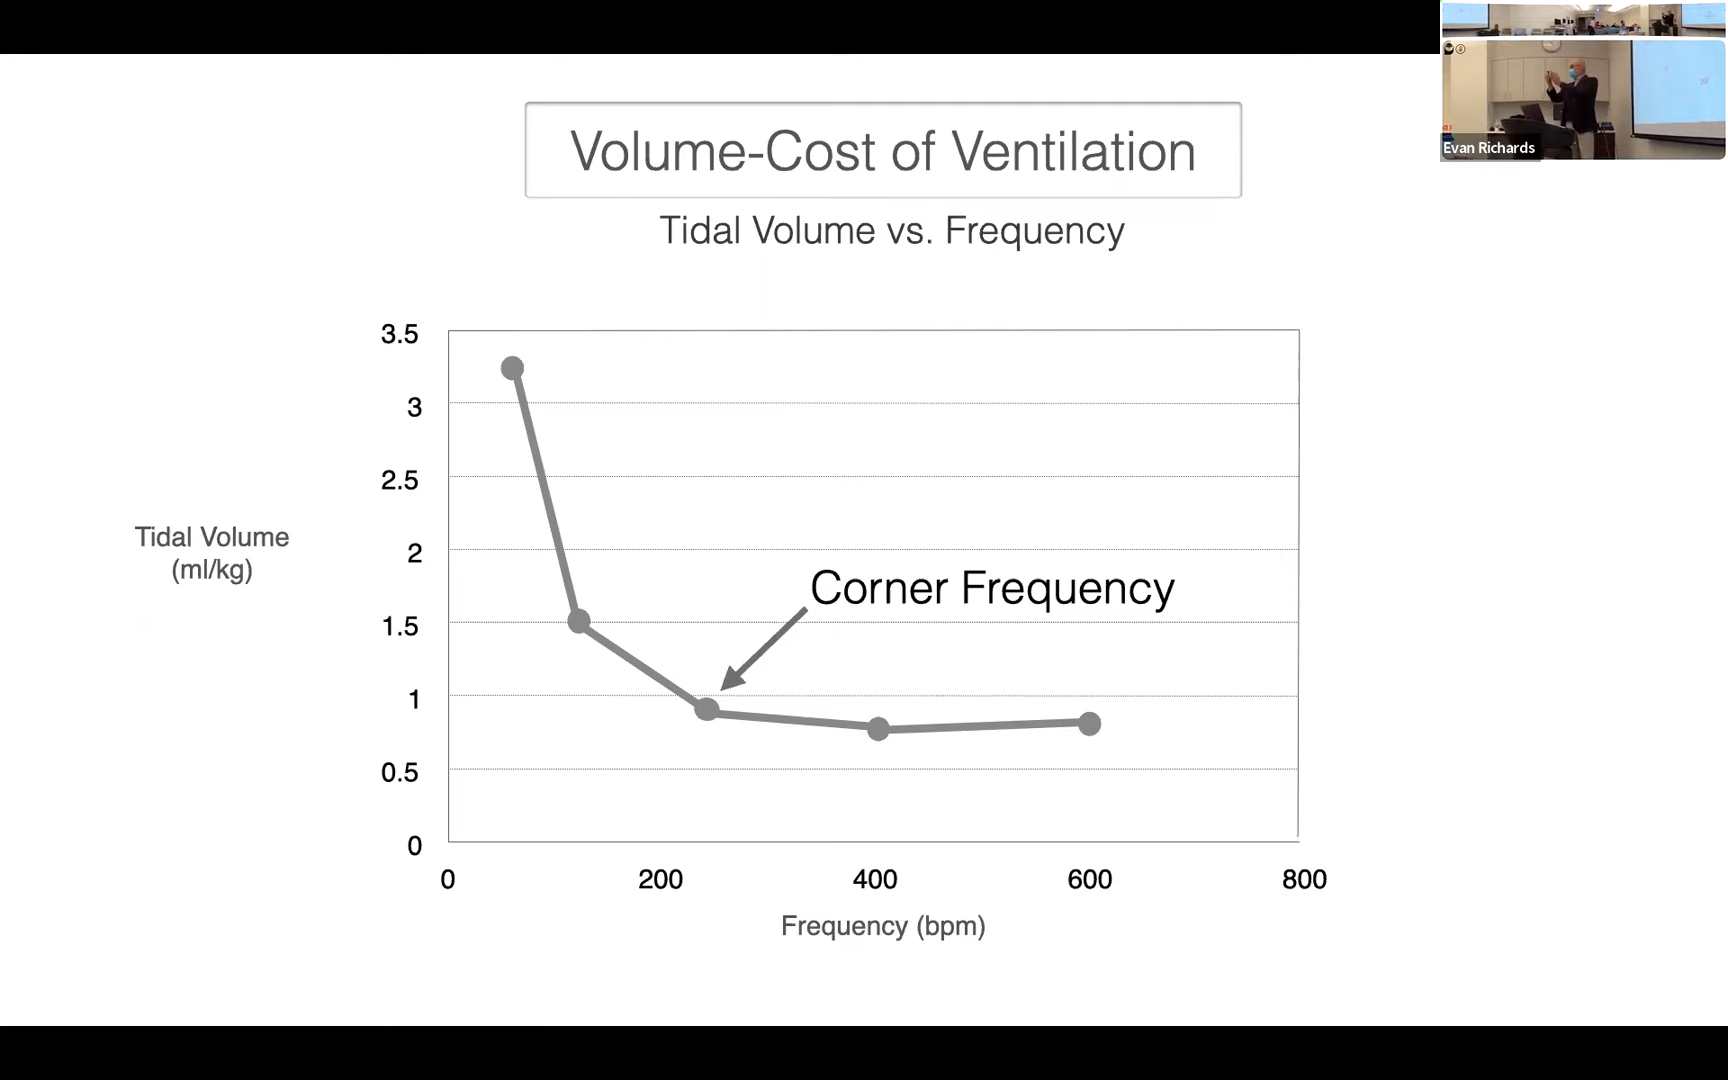 Volume-Cost of Ventilation
Tidal Volume vs. Frequency
Evan Richards
3.5
3
2.5
2
1.5
1
0.5
0
Tidal Volume
(ml/kg)
Corner Frequency
0 200 400 600 800
Frequency (bpm)